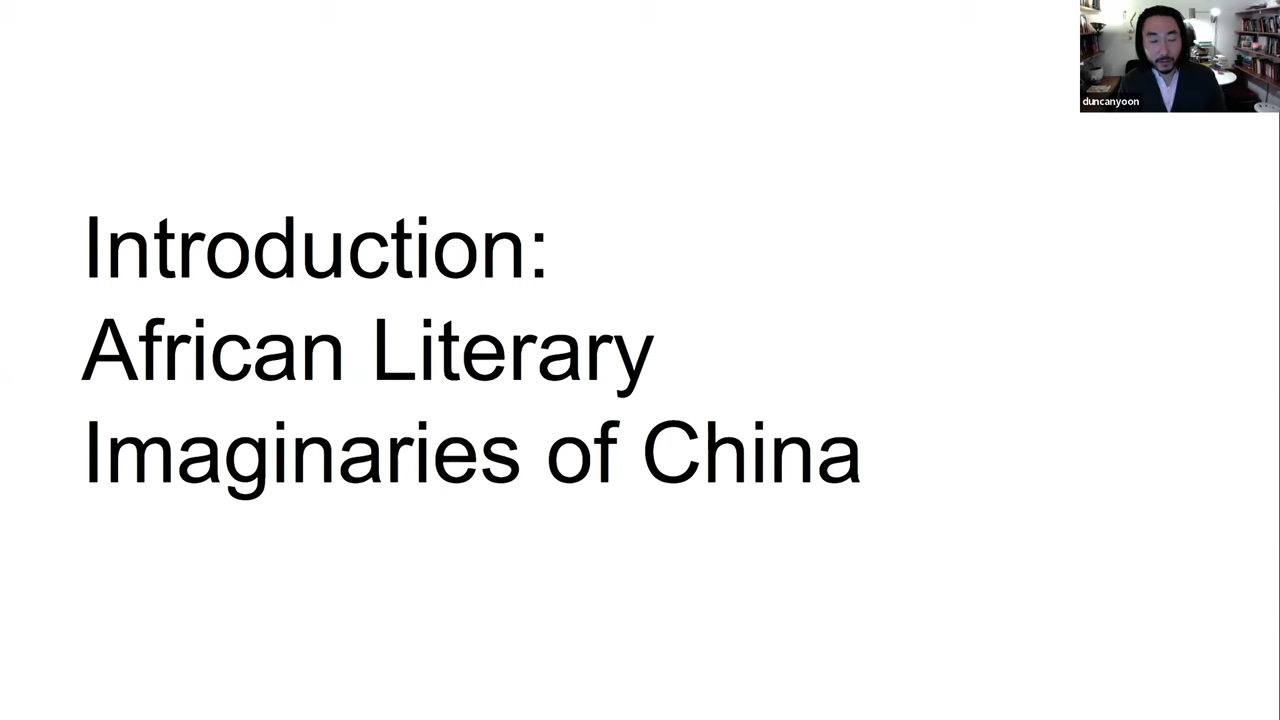 duncanyoon
Introduction:
African Literary
Imaginaries of China